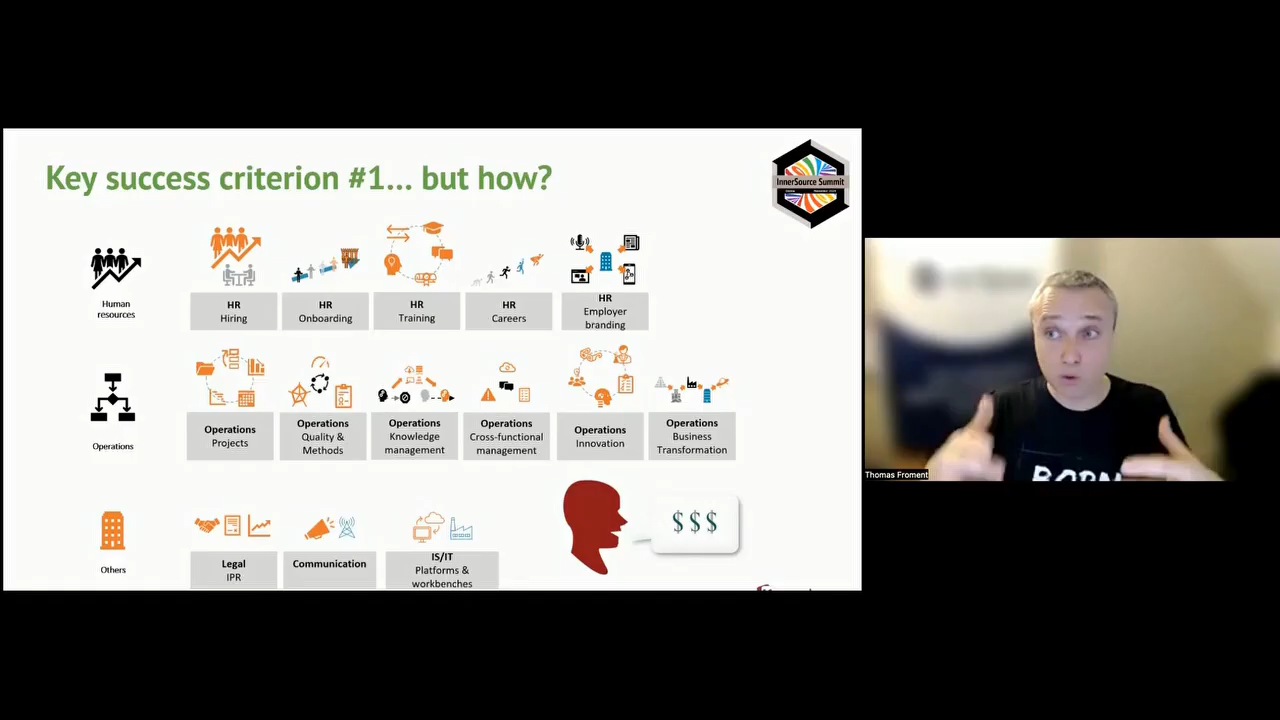 Key success criterion #1... but how?
InnerSource Summit
Human
resources
HR
Hiring
HR
Onboarding
HR
Training
HR
Careers
HR
Employer
branding
Operations
Operations
Projects
Operations
Quality &
Methods
Operations
Knowledge
management
Operations
Cross-functional
management
Operations
Innovation
Operations
Business
Transformation
Others
Legal
IPR
Communication
IS/IT
Platforms &
workbenches
$ $ $
Thomas Froment
BORN